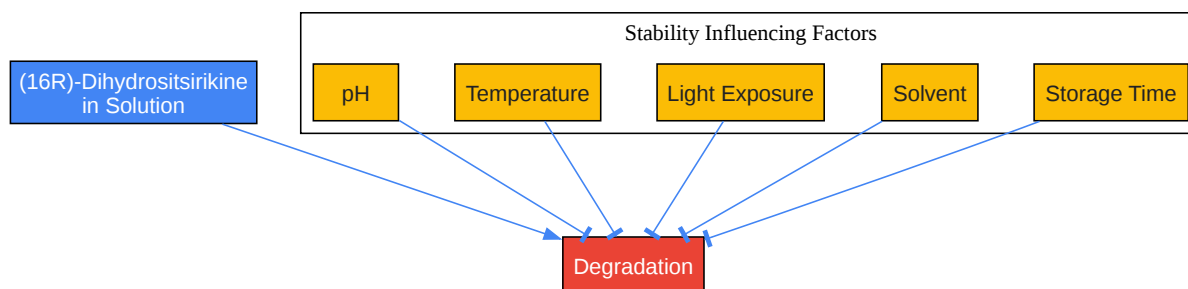 Stability Influencing Factors
(16R)-Dihydrositsirikine
in Solution
pH
Temperature
Light Exposure
Solvent
Storage Time
Degradation